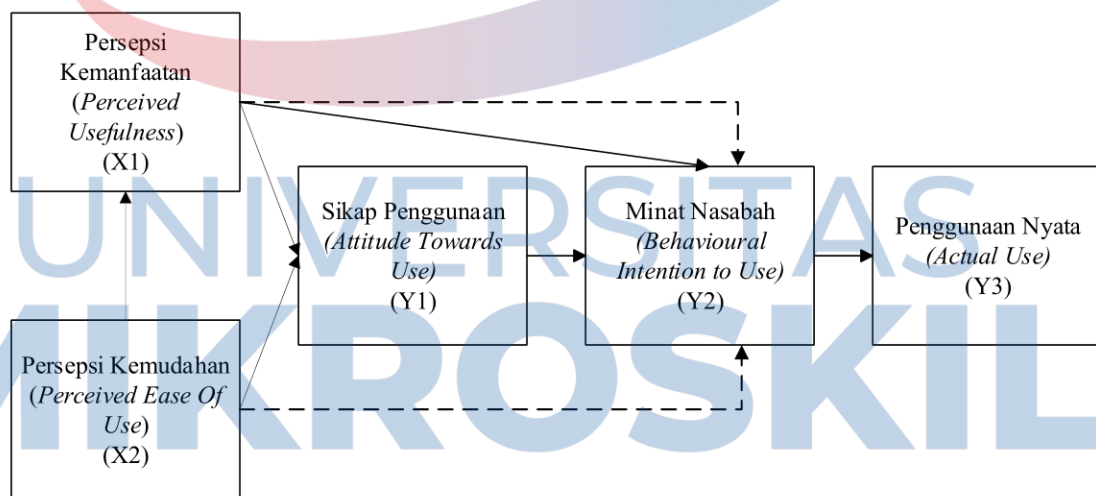 Persepsi
Kemanfaatan
(Perceived
Usefulness)
(X1)
UNIVERSITAS
Sikap Penggunaan
(Attitude Towards
Use)
(Y1)
Minat Nasabah
(Behavioural
Intention to Use)
(Y2)
Penggunaan Nyata
(Actual Use)
(Y3)
MIKROSKIL
Persepsi Kemudahan
(Perceived Ease Of
Use)
(X2)